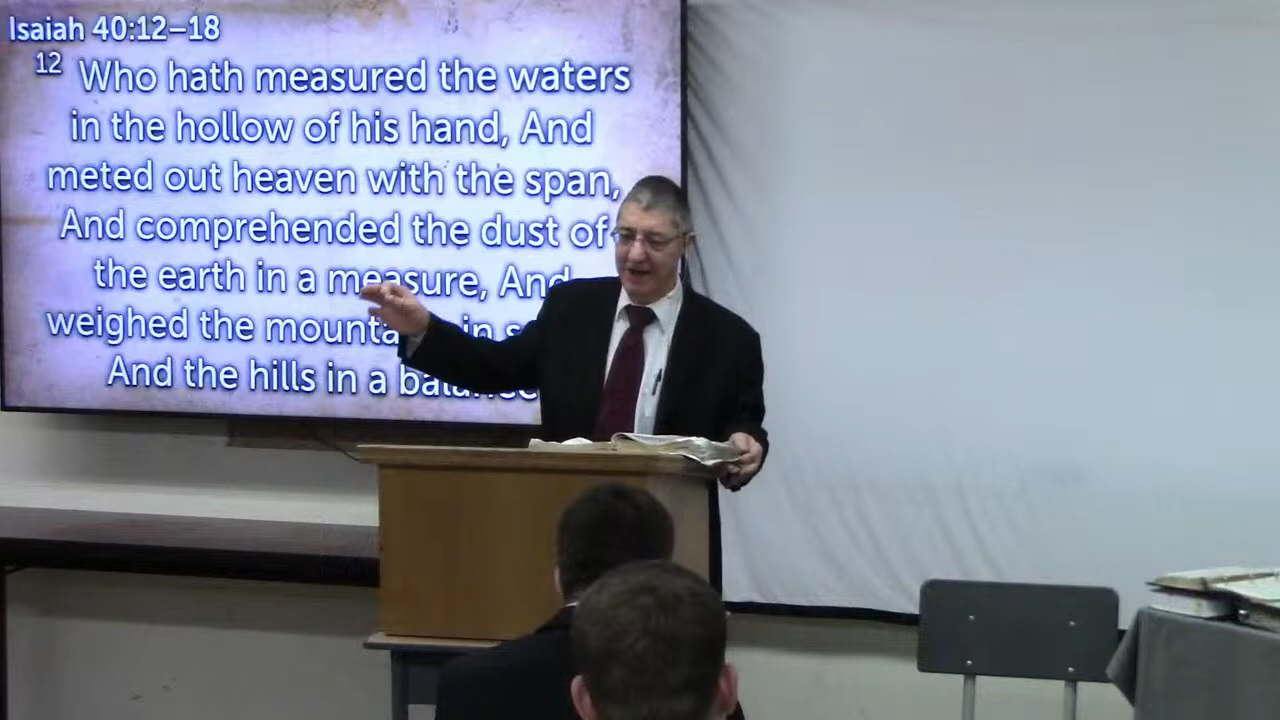 Isaiah 40:12–18
12 Who hath measured the waters
in the hollow of his hand, And
meted out heaven with the span,
And comprehended the dust of
the earth in a measure, And
weighed the in
And the hills in a